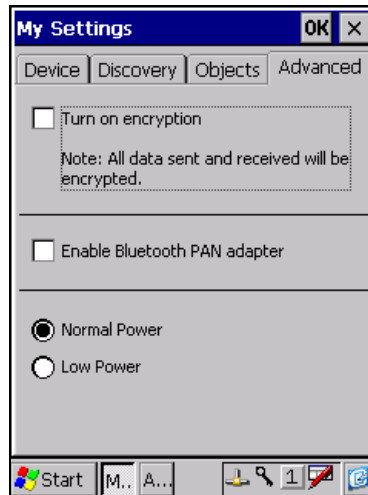 My Settings OK ×
Device Discovery Objects Advanced
Turn on encryption
Note: All data sent and received will be
encrypted.
Enable Bluetooth PAN adapter
Normal Power
Low Power
Start M.. A... 1